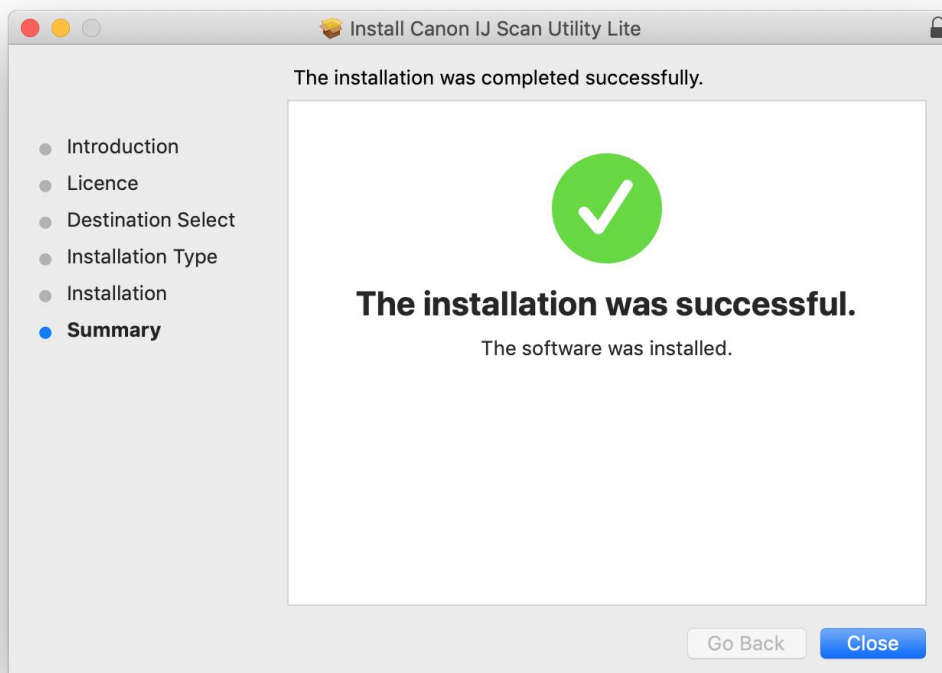 Install Canon IJ Scan Utility Lite
The installation was completed successfully.
Introduction
Licence
Destination Select
Installation Type
Installation
Summary
The installation was successful.
The software was installed.
Go Back
Close